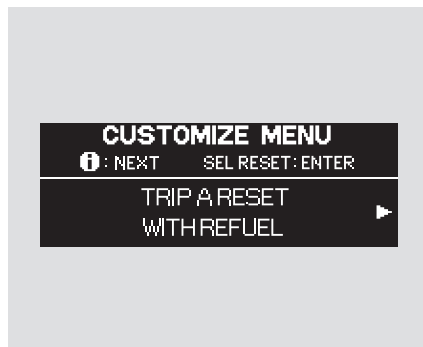 CUSTOMIZE MENU
i : NEXT SEL RESET : ENTER
TRIP A RESET
WITH REFUEL